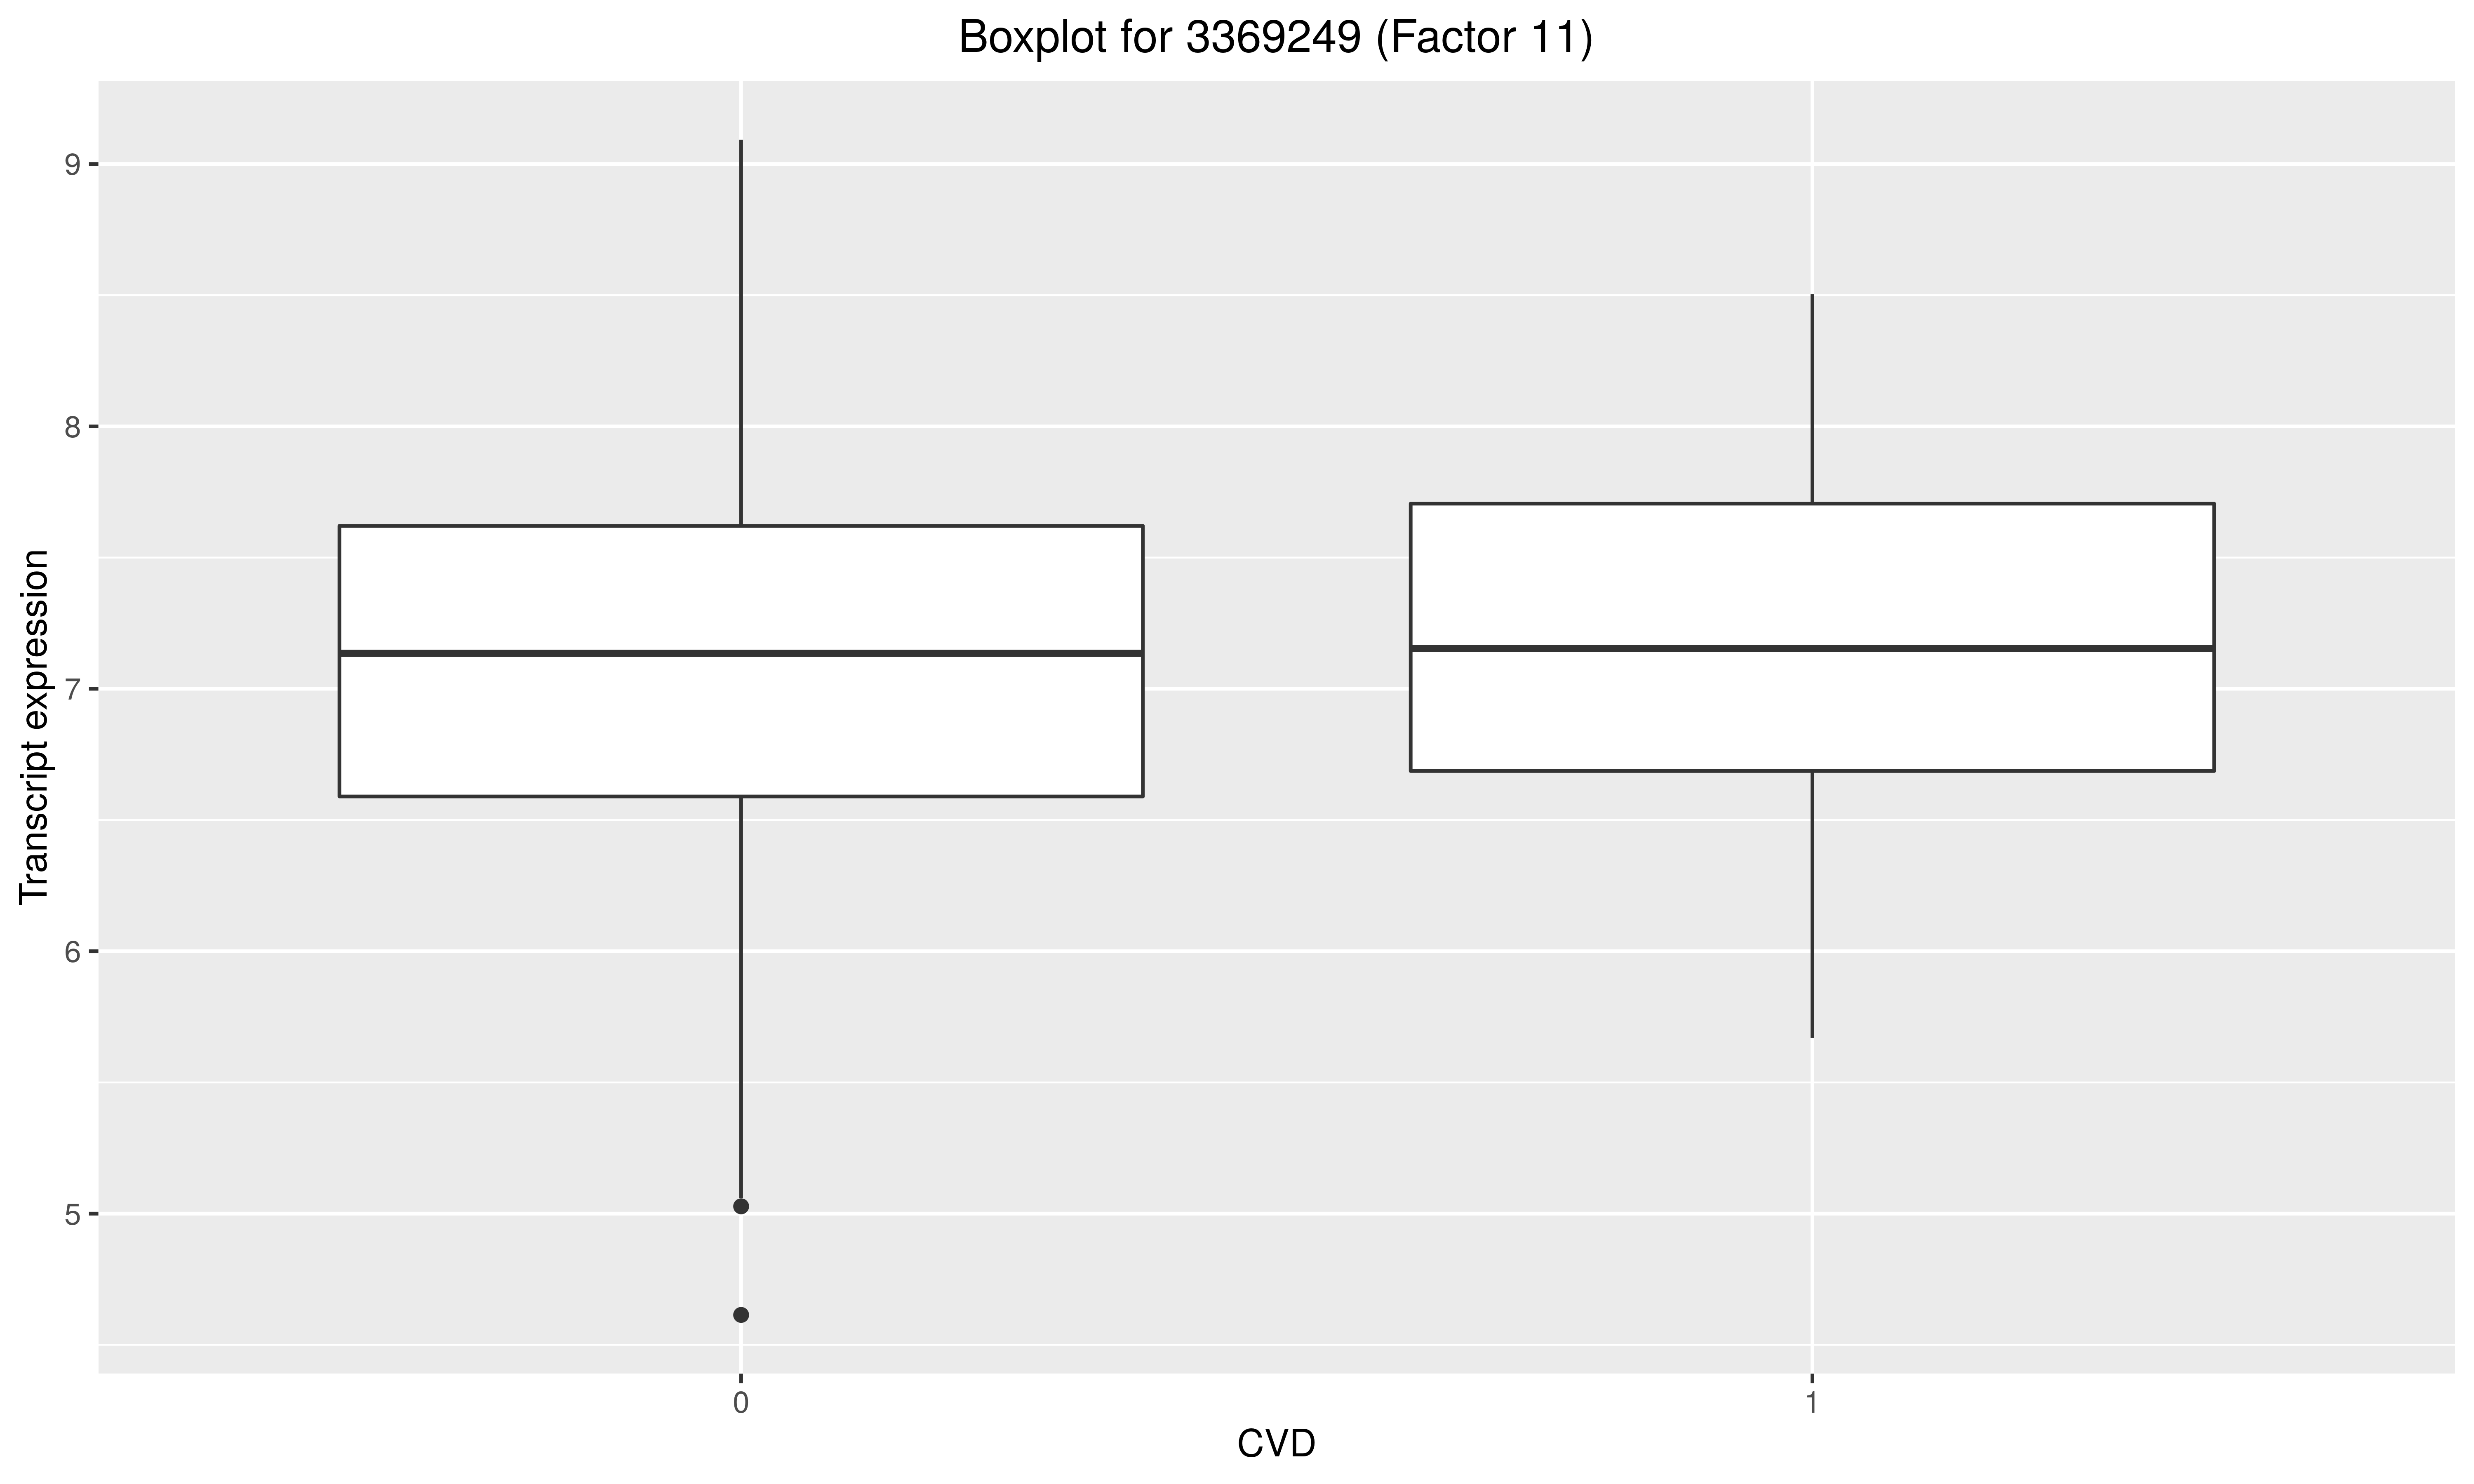 Boxplot for 3369249 (Factor 11)
Transcript expression
9
8
7
6
5
0
1
CVD